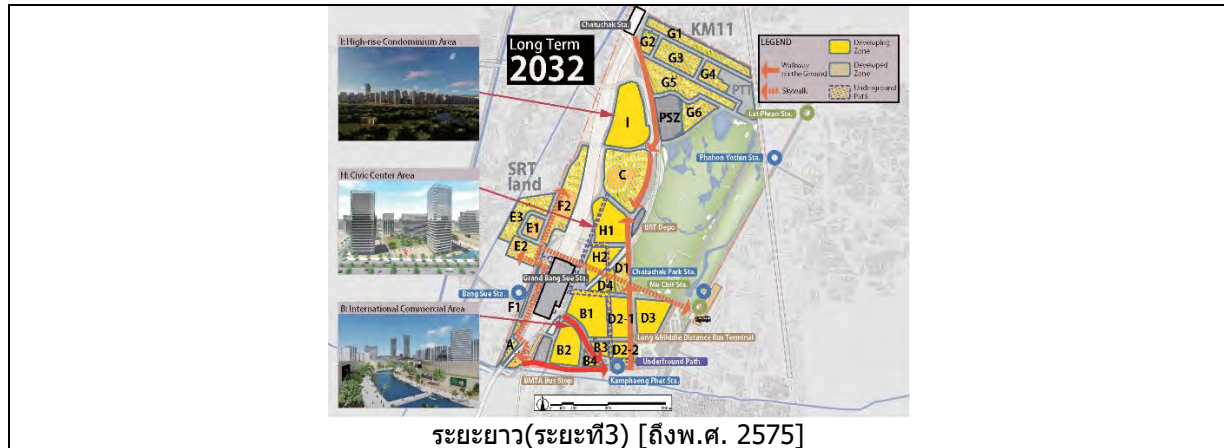 Chatuchak Sta.
KM11
I: High-rise Condominium Area
Long Term
2032
LEGEND
Developing
Zone
Walkway
on the Ground
Developed
Zone
Skywalk
Underground
Path
G1
G2
G3
G4
G5
G6
PTT
PSZ
Lat Phrao Sta.
I
Phahon Yothin Sta.
H: Civic Center Area
SRT
land
C
F2
E3
E1
E2
H1
BRT Depo
H2
D1
D4
Grand Bang Sue Sta.
Chatuchak Park Sta.
Mo Chit Sta.
Bang Sue Sta.
F1
B: International Commercial Area
B1
D2-1
D3
Long &Middle Distance Bus Terminal
A
B2
B3
D2-2
B4
Underfround Path
BMTA Bus Stop
Kamphaeng Phet Sta.
ระยะยาว(ระยะที่3) [ถึงพ.ศ. 2575]